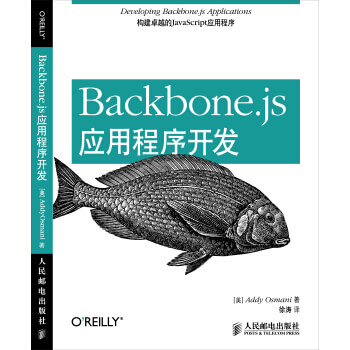 O'REILLY®
Backbone.js应用程序开发
[美] AddyOsmani 著
人民邮电出版社
Developing Backbone.js Applications
构建卓越的JavaScript应用程序
Backbone.js
应用程序开发
[美] Addy Osmani 著
徐涛 译
O'REILLY®
人民邮电出版社
POSTS & TELECOM PRESS